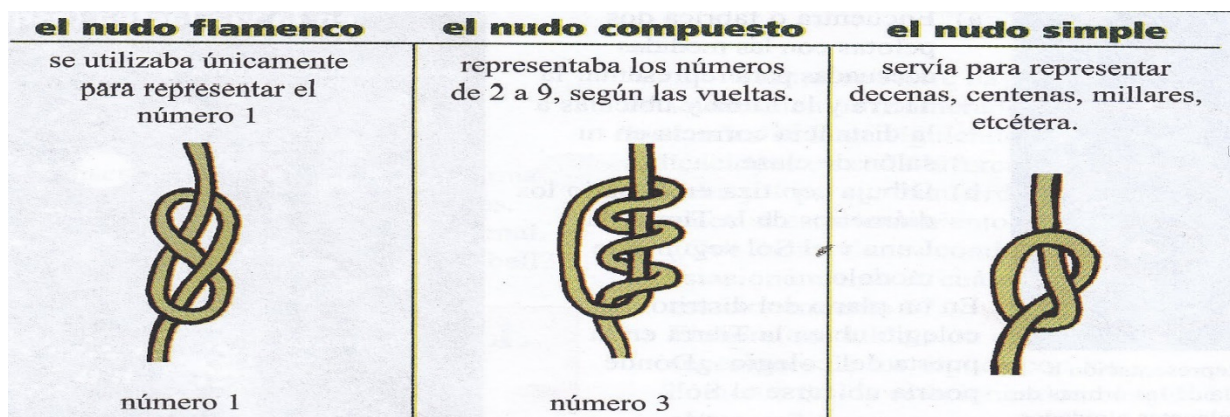 el nudo flamenco
se utilizaba únicamente
para representar el
número 1
número 1
el nudo compuesto
representaba los números
de 2 a 9, según las vueltas.
número 3
el nudo simple
servía para representar
decenas, centenas, millares,
etcétera.